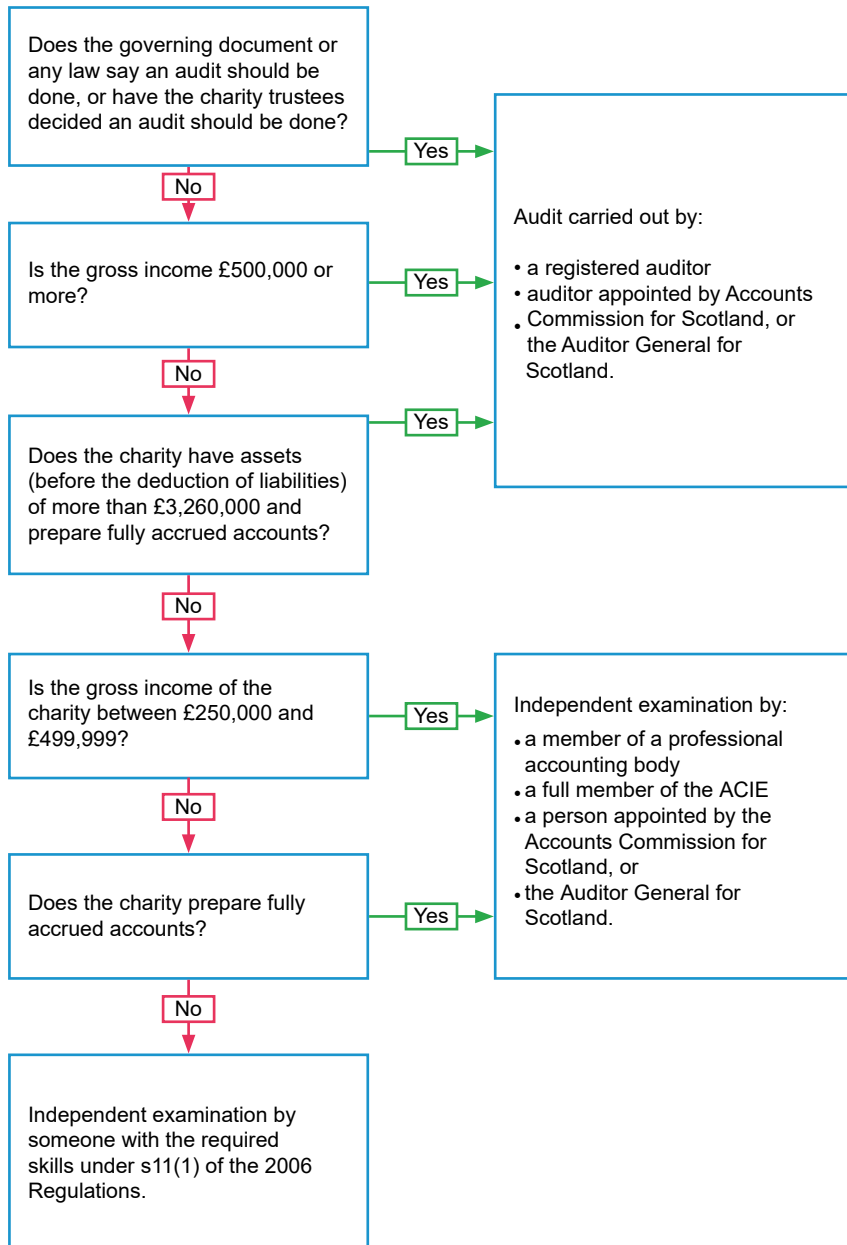 Does the governing document or
any law say an audit should be
done, or have the charity trustees
decided an audit should be done?
Yes
No
Is the gross income £500,000 or
more?
Yes
No
Does the charity have assets
(before the deduction of liabilities)
of more than £3,260,000 and
prepare fully accrued accounts?
Yes
Audit carried out by:
• a registered auditor
• auditor appointed by Accounts
• Commission for Scotland, or
the Auditor General for
Scotland.
No
Is the gross income of the
charity between £250,000 and
£499,999?
Yes
No
Does the charity prepare fully
accrued accounts?
Yes
Independent examination by:
• a member of a professional
accounting body
• a full member of the ACIE
• a person appointed by the
Accounts Commission for
Scotland, or
• the Auditor General for
Scotland.
No
Independent examination by
someone with the required
skills under s11(1) of the 2006
Regulations.